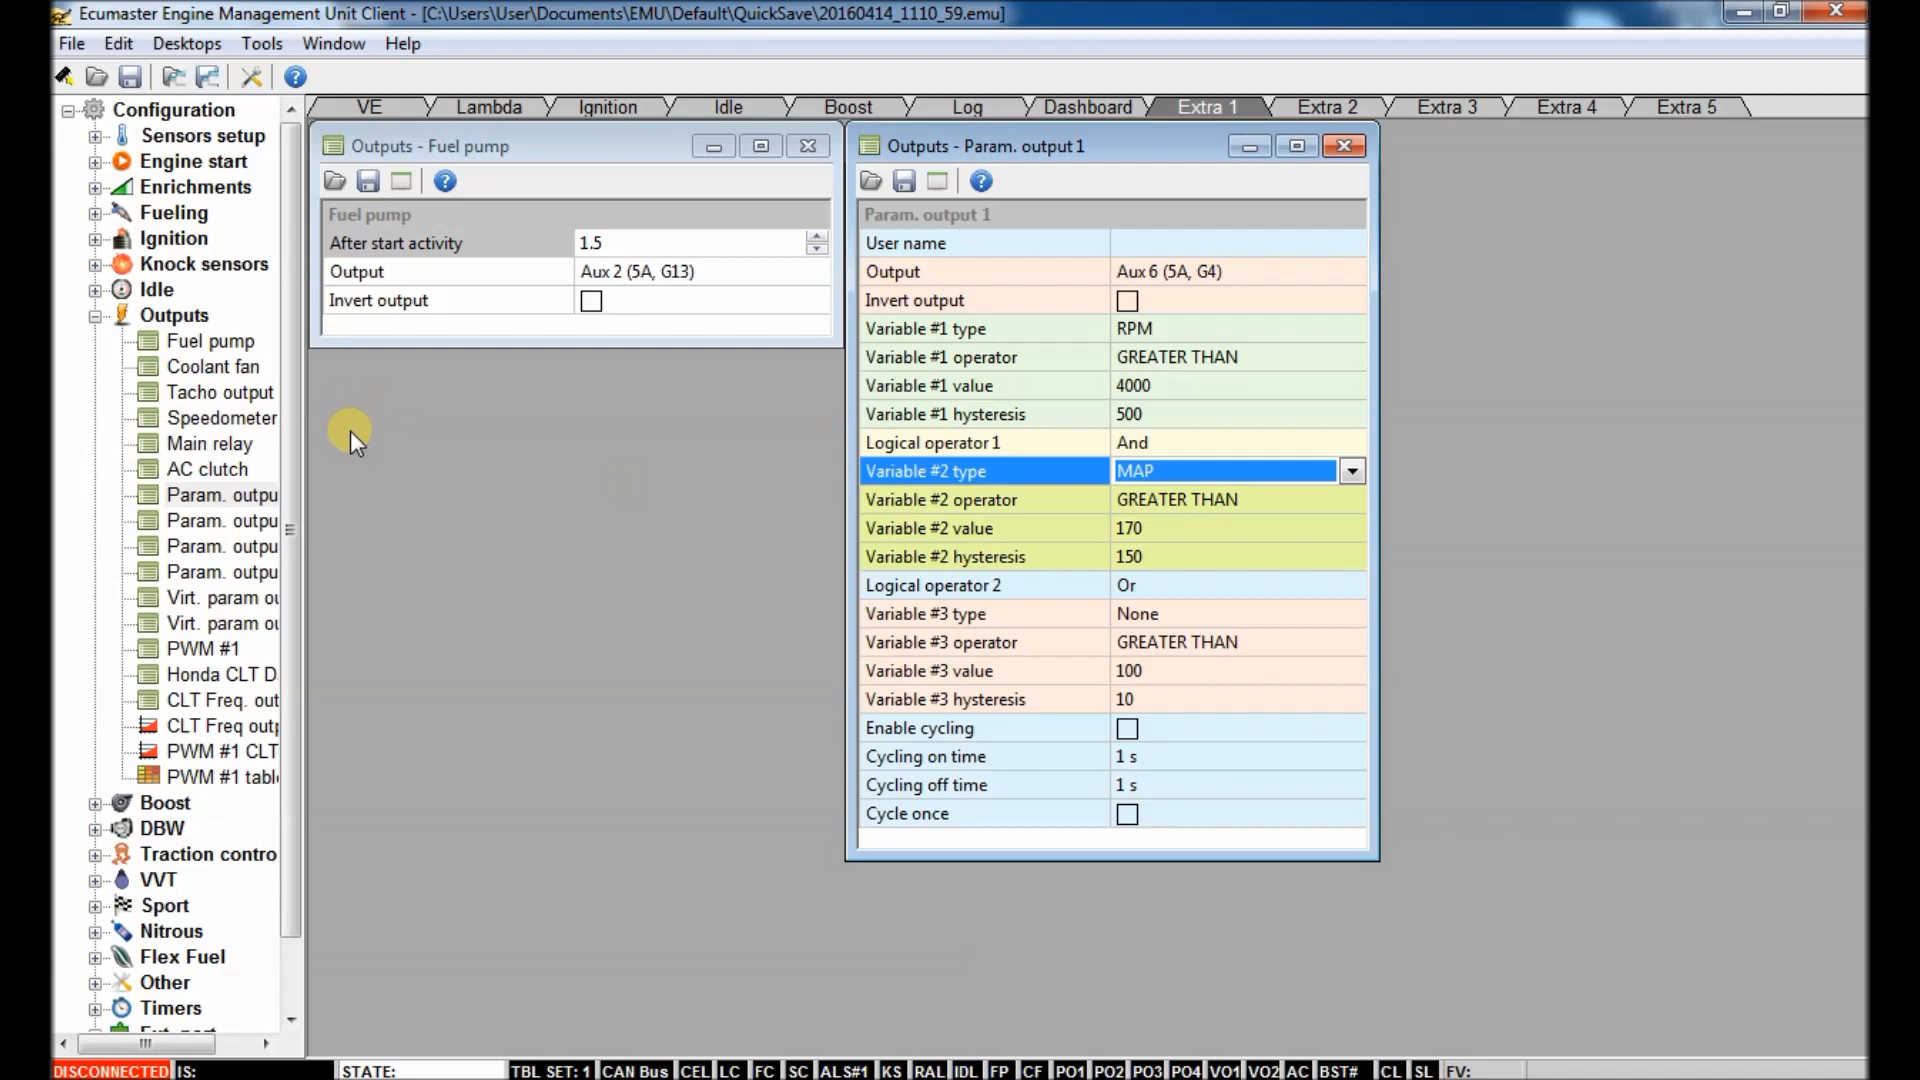 Ecumaster Engine Management Unit Client - [C:\Users\User\Documents\EMU\Default\QuickSave\20160414_1110_59.emu]
File Edit Desktops Tools Window Help
VE Lambda Ignition Idle Boost Log Dashboard Extra 1 Extra 2 Extra 3 Extra 4 Extra 5
Configuration
Sensors setup
Engine start
Enrichments
Fueling
Ignition
Knock sensors
Idle
Outputs
Fuel pump
Coolant fan
Tacho output
Speedometer
Main relay
AC clutch
Param. outpu
Param. outpu
Param. outpu
Param. outpu
Virt. param ou
Virt. param ou
PWM #1
Honda CLT D
CLT Freq. out
CLT Freq outp
PWM #1 CLT
PWM #1 tabl
Boost
DBW
Traction contro
VVT
Sport
Nitrous
Flex Fuel
Other
Timers
Outputs - Fuel pump
Fuel pump
After start activity 1.5
Output Aux 2 (5A, G13)
Invert output
Outputs - Param. output 1
Param. output 1
User name
Output Aux 6 (5A, G4)
Invert output
Variable #1 type RPM
Variable #1 operator GREATER THAN
Variable #1 value 4000
Variable #1 hysteresis 500
Logical operator 1 And
Variable #2 type MAP
Variable #2 operator GREATER THAN
Variable #2 value 170
Variable #2 hysteresis 150
Logical operator 2 Or
Variable #3 type None
Variable #3 operator GREATER THAN
Variable #3 value 100
Variable #3 hysteresis 10
Enable cycling
Cycling on time 1 s
Cycling off time 1 s
Cycle once
DISCONNECTED IS: STATE: TBL SET: 1 CAN Bus CEL LC FC SC ALS#1 KS RAL IDL FP CF PO1 PO2 PO3 PO4 VO1 VO2 AC BST# CL SL FV: